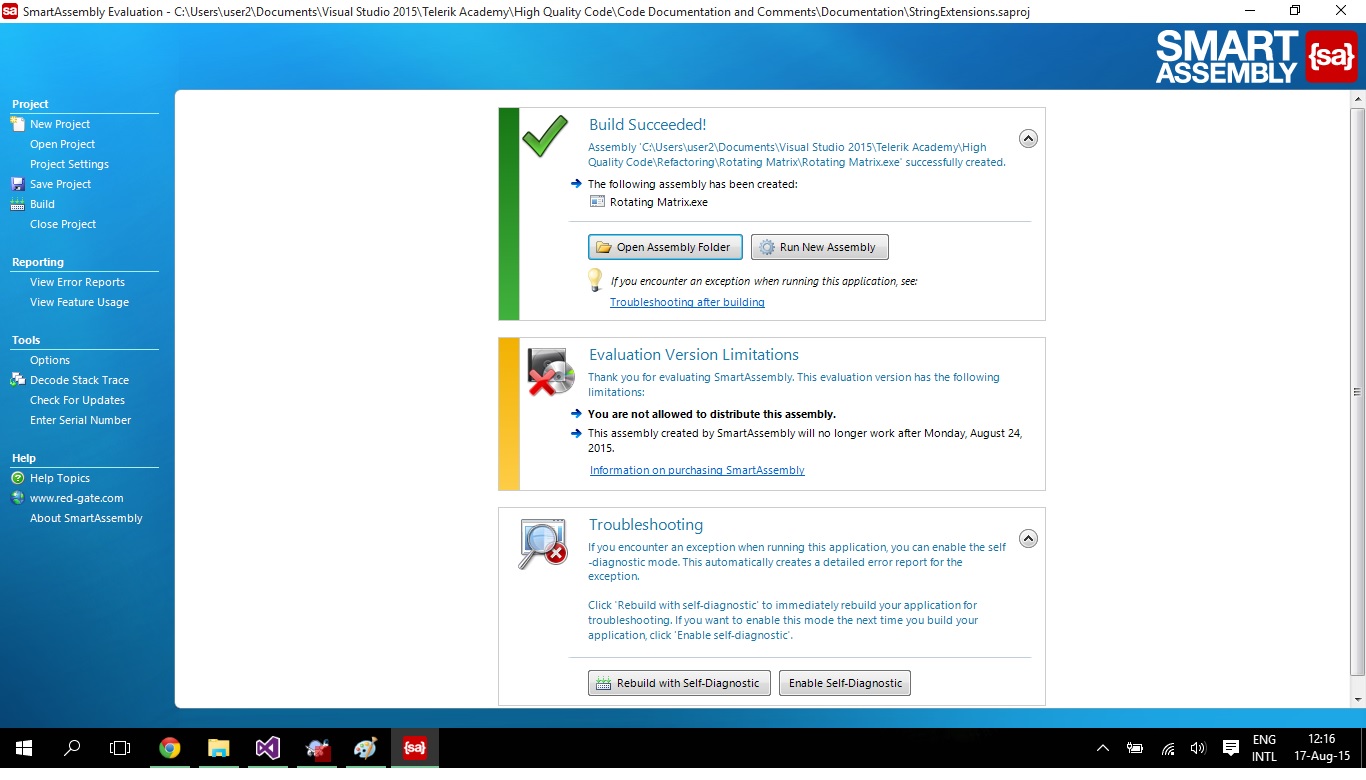 SmartAssembly Evaluation - C:\Users\user2\Documents\Visual Studio 2015\Telerik Academy\High Quality Code\Code Documention and Comments\Documentation\StringExtensions.saproj
SMART
ASSEMBLY
{sa}
Project
New Project
Open Project
Project Settings
Save Project
Build
Close Project
Reporting
View Error Reports
View Feature Usage
Tools
Options
Decode Stack Trace
Check For Updates
Enter Serial Number
Help
Help Topics
www.red-gate.com
About SmartAssembly
Build Succeeded!
Assembly 'C:\Users\user2\Documents\Visual Studio 2015\Telerik Academy\High
Quality Code\Refactoring\Rotating Matrix\Rotating Matrix.exe' successfully created.
The following assembly has been created:
Rotating Matrix.exe
Open Assembly Folder
Run New Assembly
If you encounter an exception when running this application, see:
Troubleshooting after building
Evaluation Version Limitations
Thank you for evaluating SmartAssembly. This evaluation version has the following
limitations:
You are not allowed to distribute this assembly.
This assembly created by SmartAssembly will no longer work after Monday, August 24,
2015.
Information on purchasing SmartAssembly
Troubleshooting
If you encounter an exception when running this application, you can enable the self
-diagnostic mode. This automatically creates a detailed error report for the
exception.
Click 'Rebuild with self-diagnostic' to immediately rebuild your application for
troubleshooting. If you want to enable this mode the next time you build your
application, click 'Enable self-diagnostic'.
Rebuild with Self-Diagnostic
Enable Self-Diagnostic
{sa}
ENG
INTL
12:16
17-Aug-15